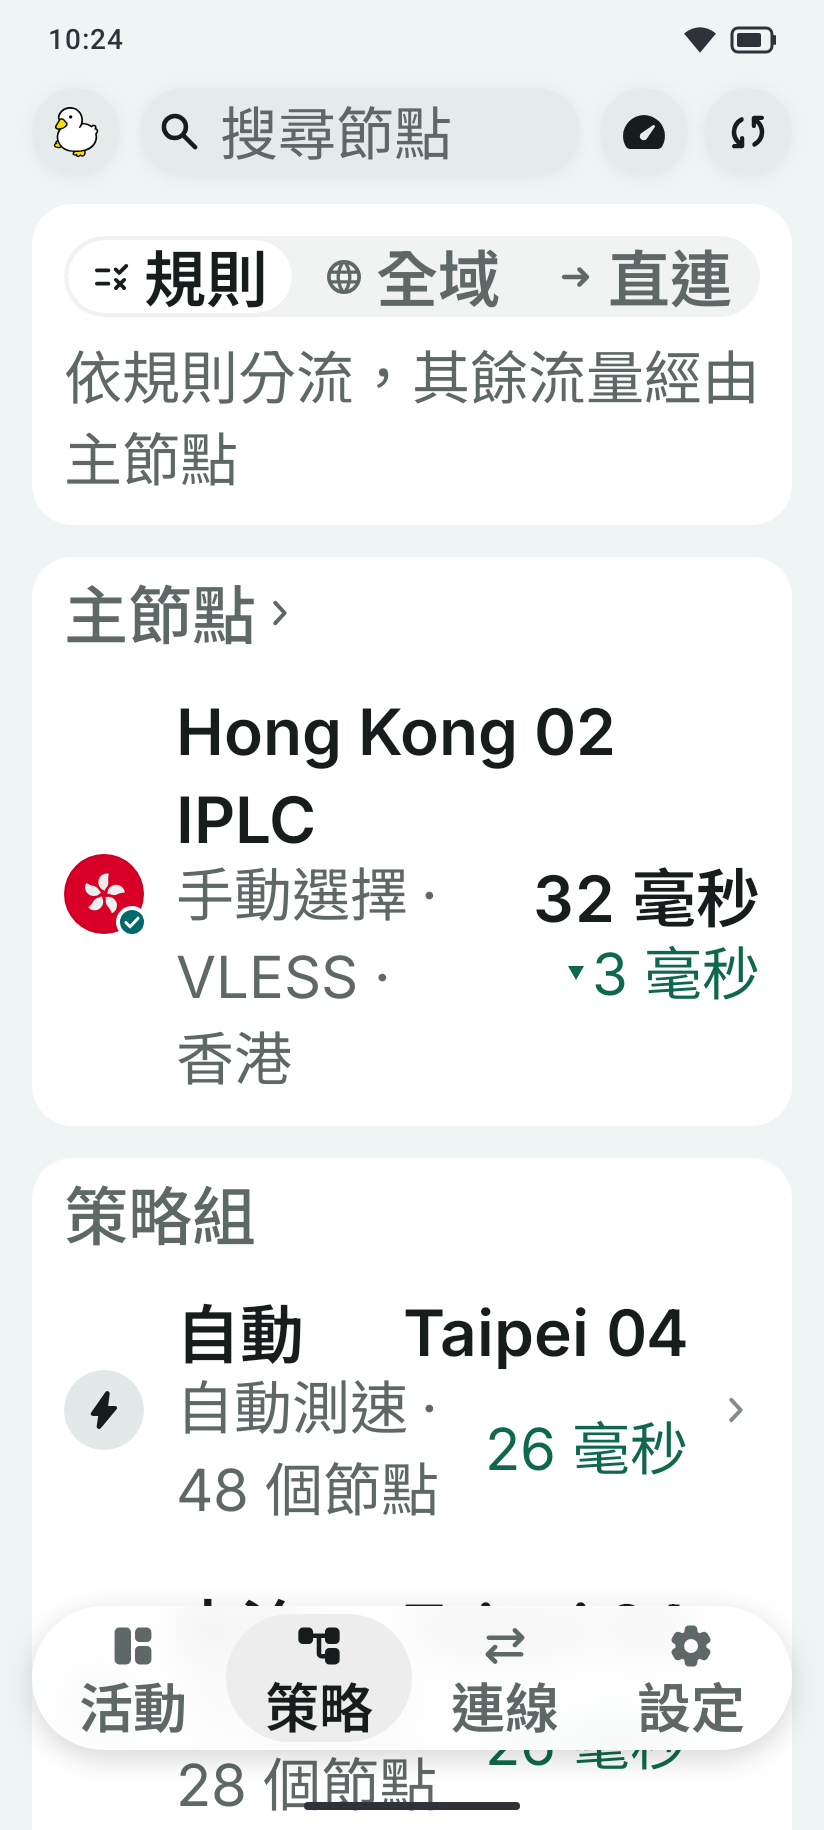 10:24
搜尋節點
規則
全域
直連
依規則分流，其餘流量經由
主節點
主節點
Hong Kong 02
IPLC
手動選擇 ·
VLESS ·
香港
32 毫秒
▾3 毫秒
策略組
自動
Taipei 04
自動測速 ·
48 個節點
26 毫秒
活動
策略
連線
設定
28 個節點